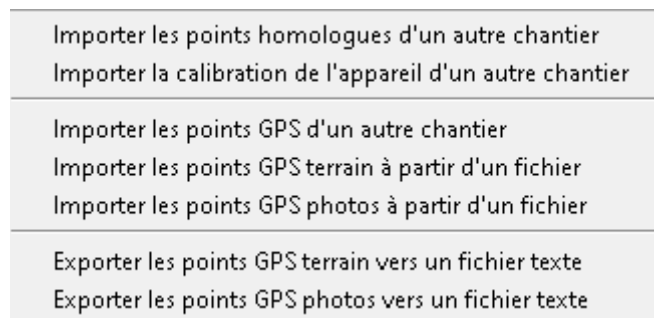 Importer les points homologues d'un autre chantier
Importer la calibration de l'appareil d'un autre chantier
Importer les points GPS d'un autre chantier
Importer les points GPS terrain à partir d'un fichier
Importer les points GPS photos à partir d'un fichier
Exporter les points GPS terrain vers un fichier texte
Exporter les points GPS photos vers un fichier texte